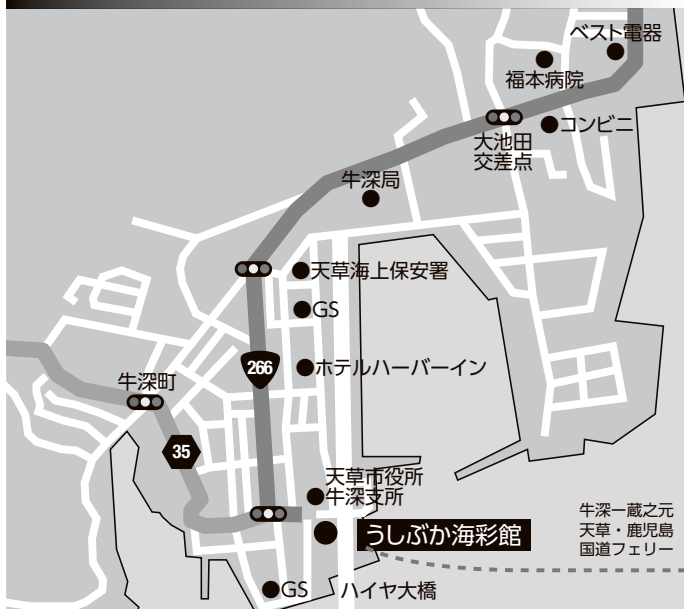 ベスト電器
福本病院
コンビニ
大池田
交差点
牛深局
天草海上保安署
GS
266
ホテルハーバーイン
牛深町
35
天草市役所
牛深支所
うしぶか海彩館
牛深ー蔵之元
天草・鹿児島
国道フェリー
GS
ハイヤ大橋